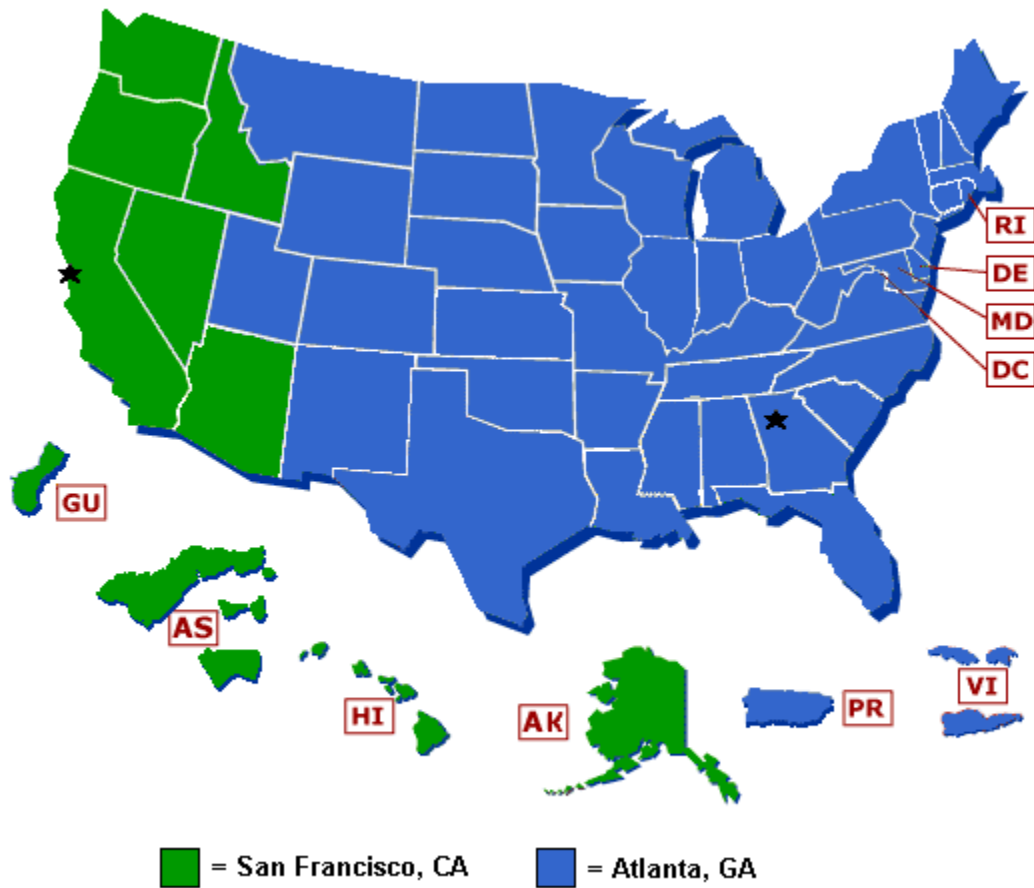 RI
DE
MD
DC
GU
AS
HI
AK
PR
VI
= San Francisco, CA
= Atlanta, GA